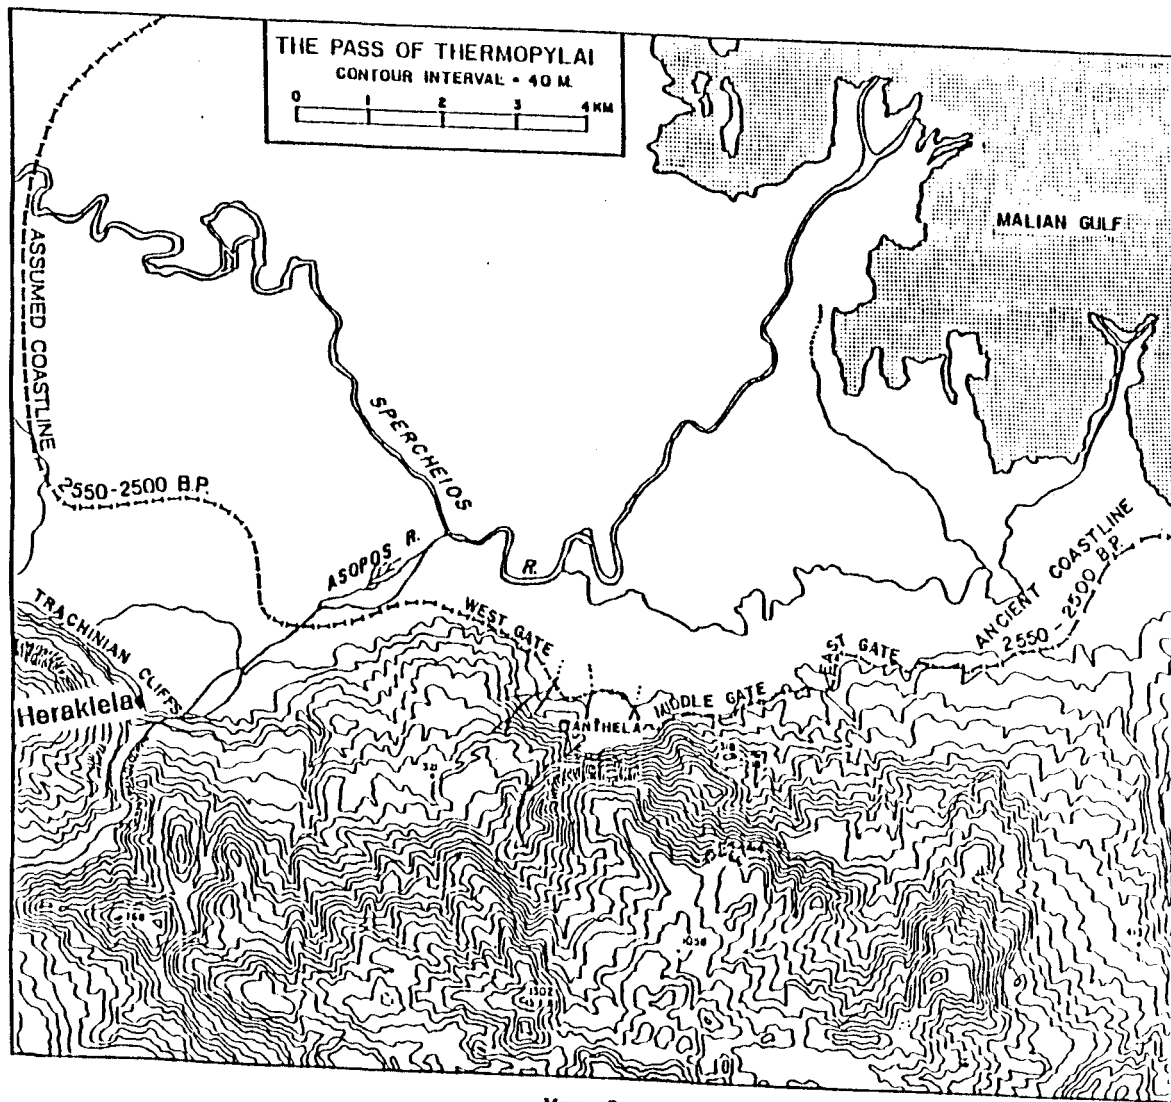 THE PASS OF THERMOPYLAI
CONTOUR INTERVAL = 40 M.
0 1 2 3 4 KM
MALIAN GULF
ASSUMED COASTLINE
2550-2500 B.P.
SPERCHEIOS
R.
ASOPOS R.
ANCIENT COASTLINE
2550-2500 B.P.
TRACHINIAN CLIFFS
WEST GATE
EAST GATE
MIDDLE GATE
Herakleia
ANTHELA
1058
1302